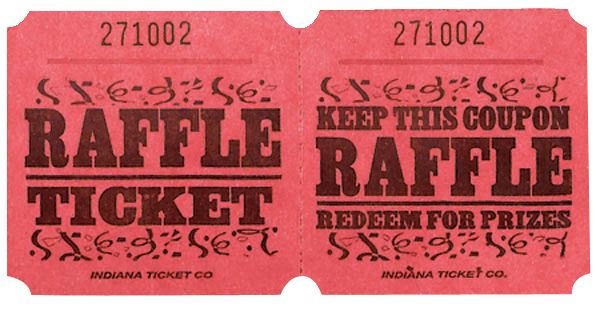 271002
RAFFLE
TICKET
INDIANA TICKET CO
271002
KEEP THIS COUPON
RAFFLE
REDEEM FOR PRIZES
INDIANA TICKET CO.